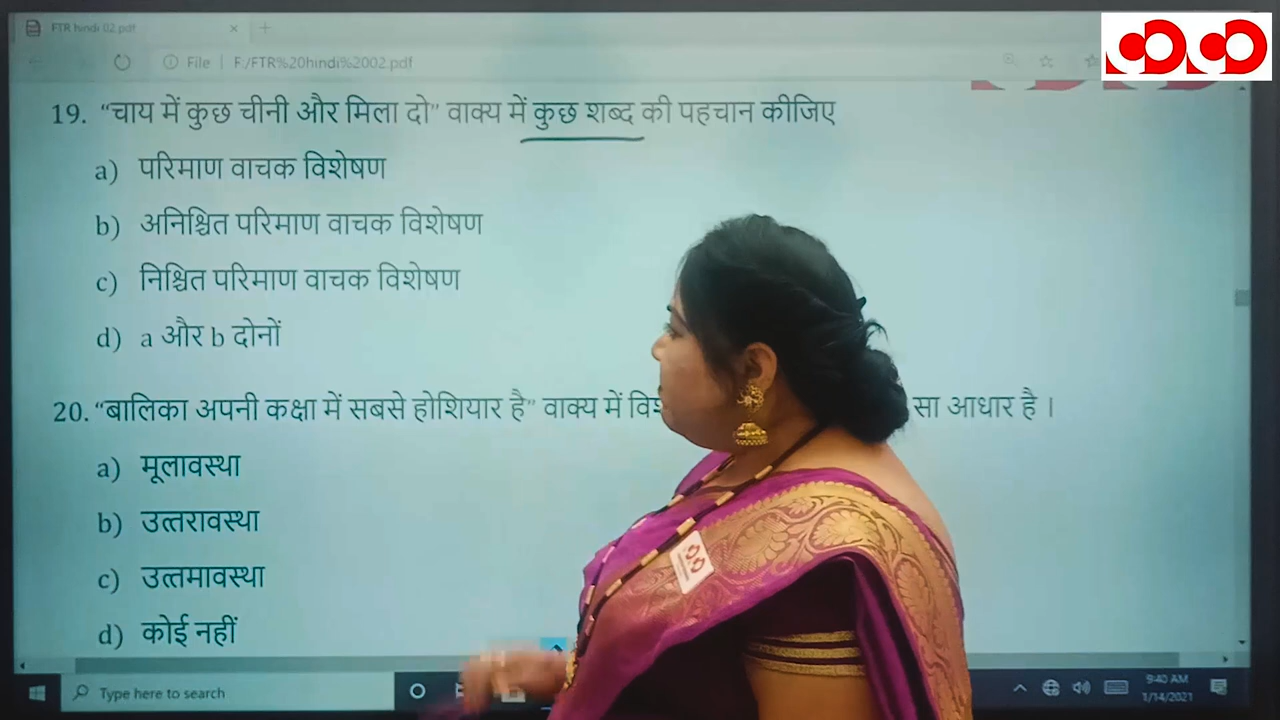 FTR hindi 02.pdf
File | F:/FTR%20hindi%2002.pdf
19. “चाय में कुछ चीनी और मिला दो” वाक्य में कुछ शब्द की पहचान कीजिए
a) परिमाण वाचक विशेषण
b) अनिश्चित परिमाण वाचक विशेषण
c) निश्चित परिमाण वाचक विशेषण
d) a और b दोनों
20. “बालिका अपनी कक्षा में सबसे होशियार है” वाक्य में सा आधार है ।
a) मूलावस्था
b) उत्तरावस्था
c) उत्तमावस्था
d) कोई नहीं
Type here to search
9:40 AM
1/14/2021